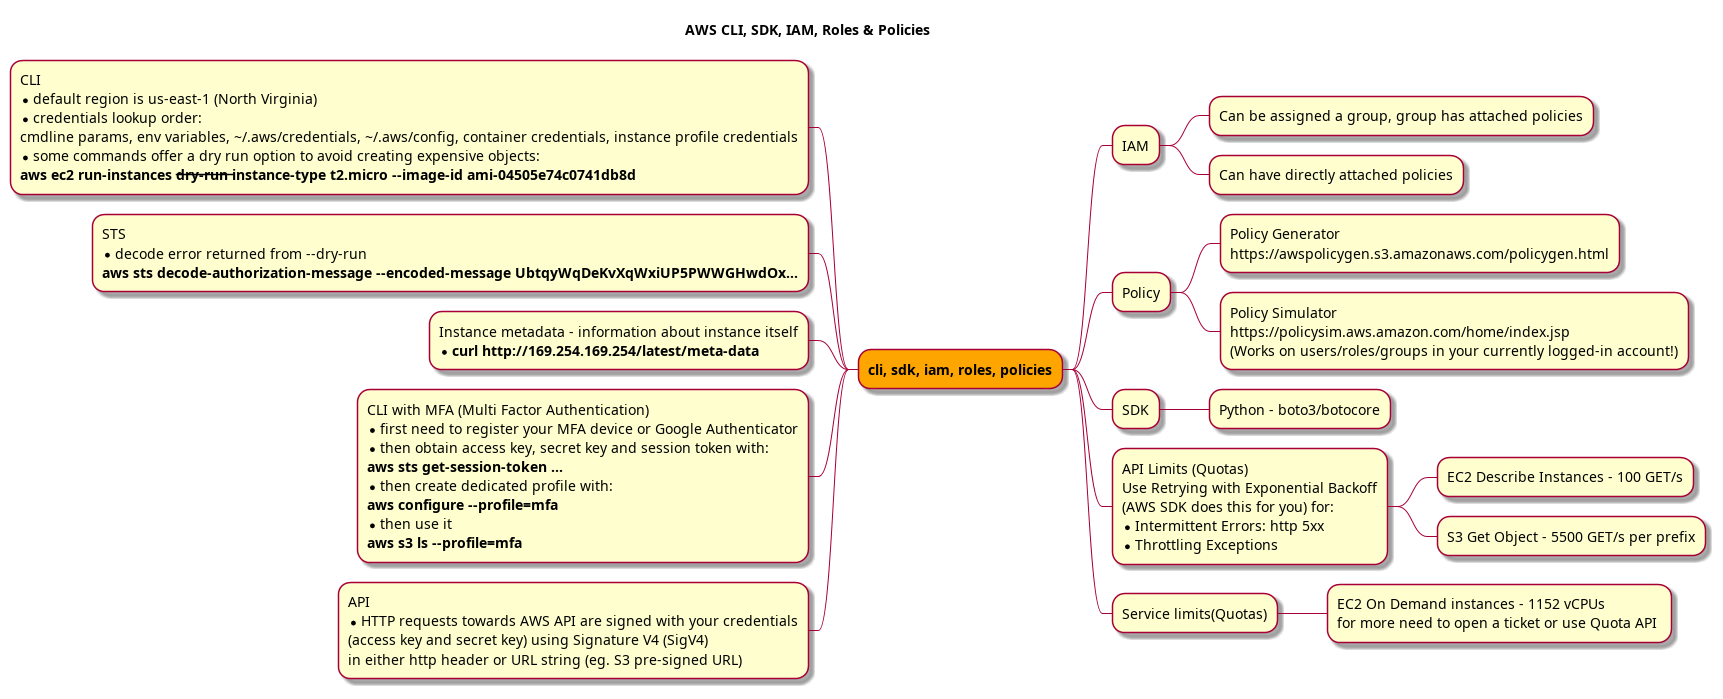 AWS CLI, SDK, IAM, Roles & Policies
CLI
• default region is us-east-1 (North Virginia)
• credentials lookup order:
cmdline params, env variables, ~/.aws/credentials, ~/.aws/config, container credentials, instance profile credentials
• some commands offer a dry run option to avoid creating expensive objects:
aws ec2 run-instances dry-run instance-type t2.micro --image-id ami-04505e74c0741db8d
STS
• decode error returned from --dry-run
aws sts decode-authorization-message --encoded-message UbtqyWqDeKvXqWxiUP5PWWGHwdOx...
Instance metadata - information about instance itself
• curl http://169.254.169.254/latest/meta-data
CLI with MFA (Multi Factor Authentication)
• first need to register your MFA device or Google Authenticator
• then obtain access key, secret key and session token with:
aws sts get-session-token ...
• then create dedicated profile with:
aws configure --profile=mfa
• then use it
aws s3 ls --profile=mfa
API
• HTTP requests towards AWS API are signed with your credentials
(access key and secret key) using Signature V4 (SigV4)
in either http header or URL string (eg. S3 pre-signed URL)
cli, sdk, iam, roles, policies
IAM
Can be assigned a group, group has attached policies
Can have directly attached policies
Policy
Policy Generator
https://awspolicygen.s3.amazonaws.com/policygen.html
Policy Simulator
https://policysim.aws.amazon.com/home/index.jsp
(Works on users/roles/groups in your currently logged-in account!)
SDK
Python - boto3/botocore
API Limits (Quotas)
Use Retrying with Exponential Backoff
(AWS SDK does this for you) for:
• Intermittent Errors: http 5xx
• Throttling Exceptions
EC2 Describe Instances - 100 GET/s
S3 Get Object - 5500 GET/s per prefix
Service limits(Quotas)
EC2 On Demand instances - 1152 vCPUs
for more need to open a ticket or use Quota API